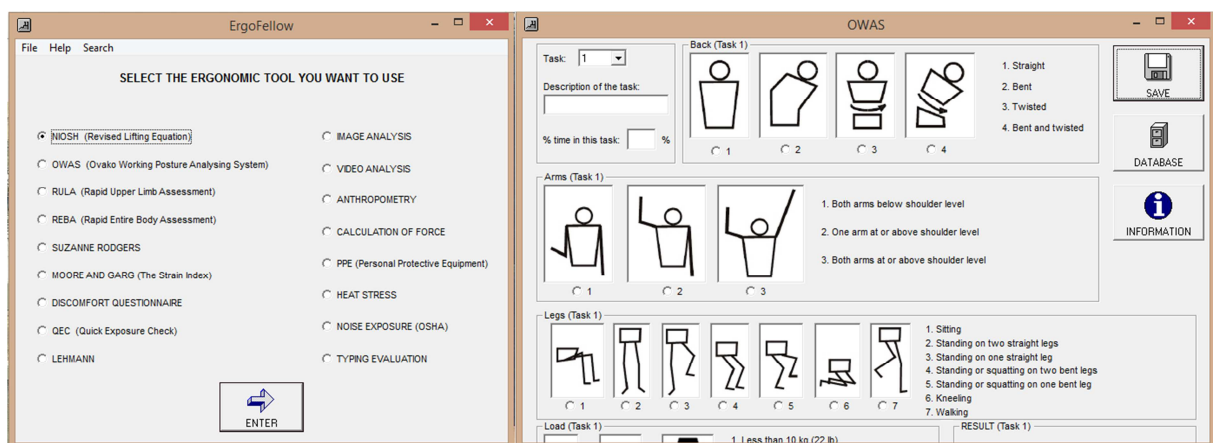 ErgoFellow
File Help Search
SELECT THE ERGONOMIC TOOL YOU WANT TO USE
NIOSH (Revised Lifting Equation)
OWAS (Ovako Working Posture Analysing System)
RULA (Rapid Upper Limb Assessment)
REBA (Rapid Entire Body Assessment)
SUZANNE RODGERS
MOORE AND GARG (The Strain Index)
DISCOMFORT QUESTIONNAIRE
QEC (Quick Exposure Check)
LEHMANN
IMAGE ANALYSIS
VIDEO ANALYSIS
ANTHROPOMETRY
CALCULATION OF FORCE
PPE (Personal Protective Equipment)
HEAT STRESS
NOISE EXPOSURE (OSHA)
TYPING EVALUATION
ENTER
OWAS
Task: 1
Description of the task:
% time in this task: %
Back (Task 1)
1 2 3 4
1. Straight
2. Bent
3. Twisted
4. Bent and twisted
SAVE
DATABASE
INFORMATION
Arms (Task 1)
1 2 3
1. Both arms below shoulder level
2. One arm at or above shoulder level
3. Both arms at or above shoulder level
Legs (Task 1)
1 2 3 4 5 6 7
1. Sitting
2. Standing on two straight legs
3. Standing on one straight leg
4. Standing or squatting on two bent legs
5. Standing or squatting on one bent leg
6. Kneeling
7. Walking
Load (Task 1)
1. Less than 10 kg (22 lb)
RESULT (Task 1)